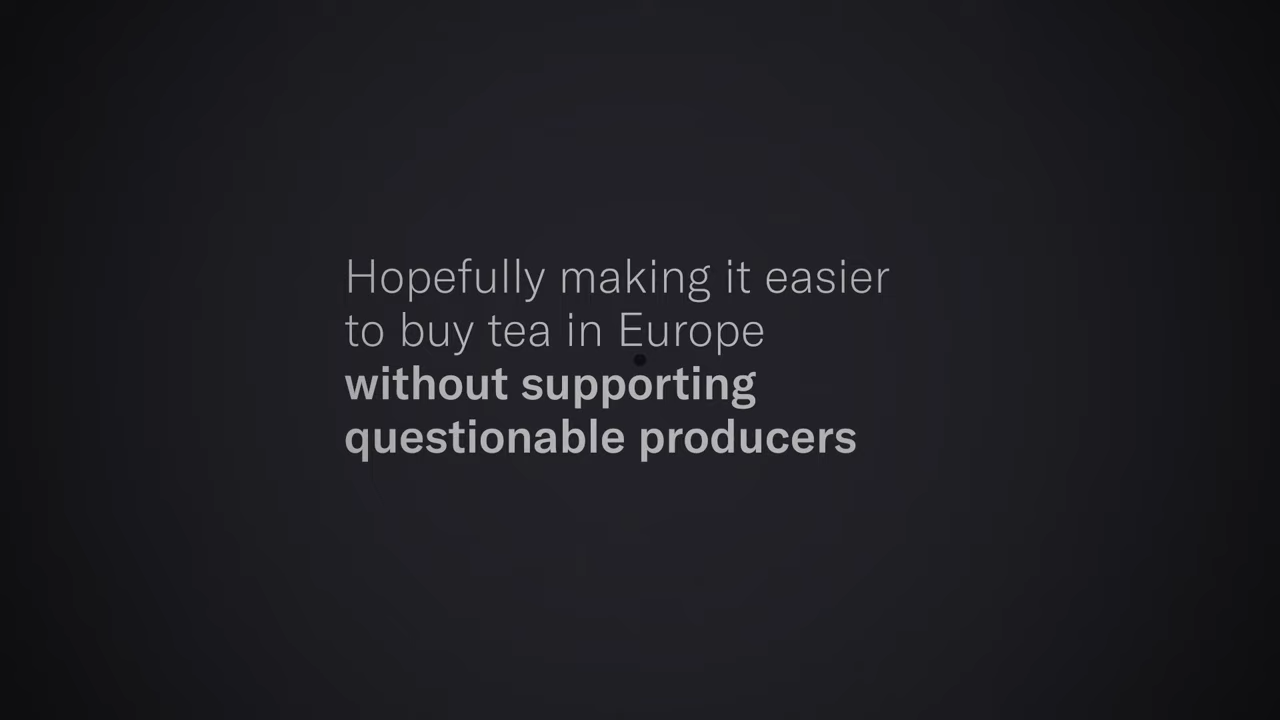 Hopefully making it easier
to buy tea in Europe
without supporting
questionable producers